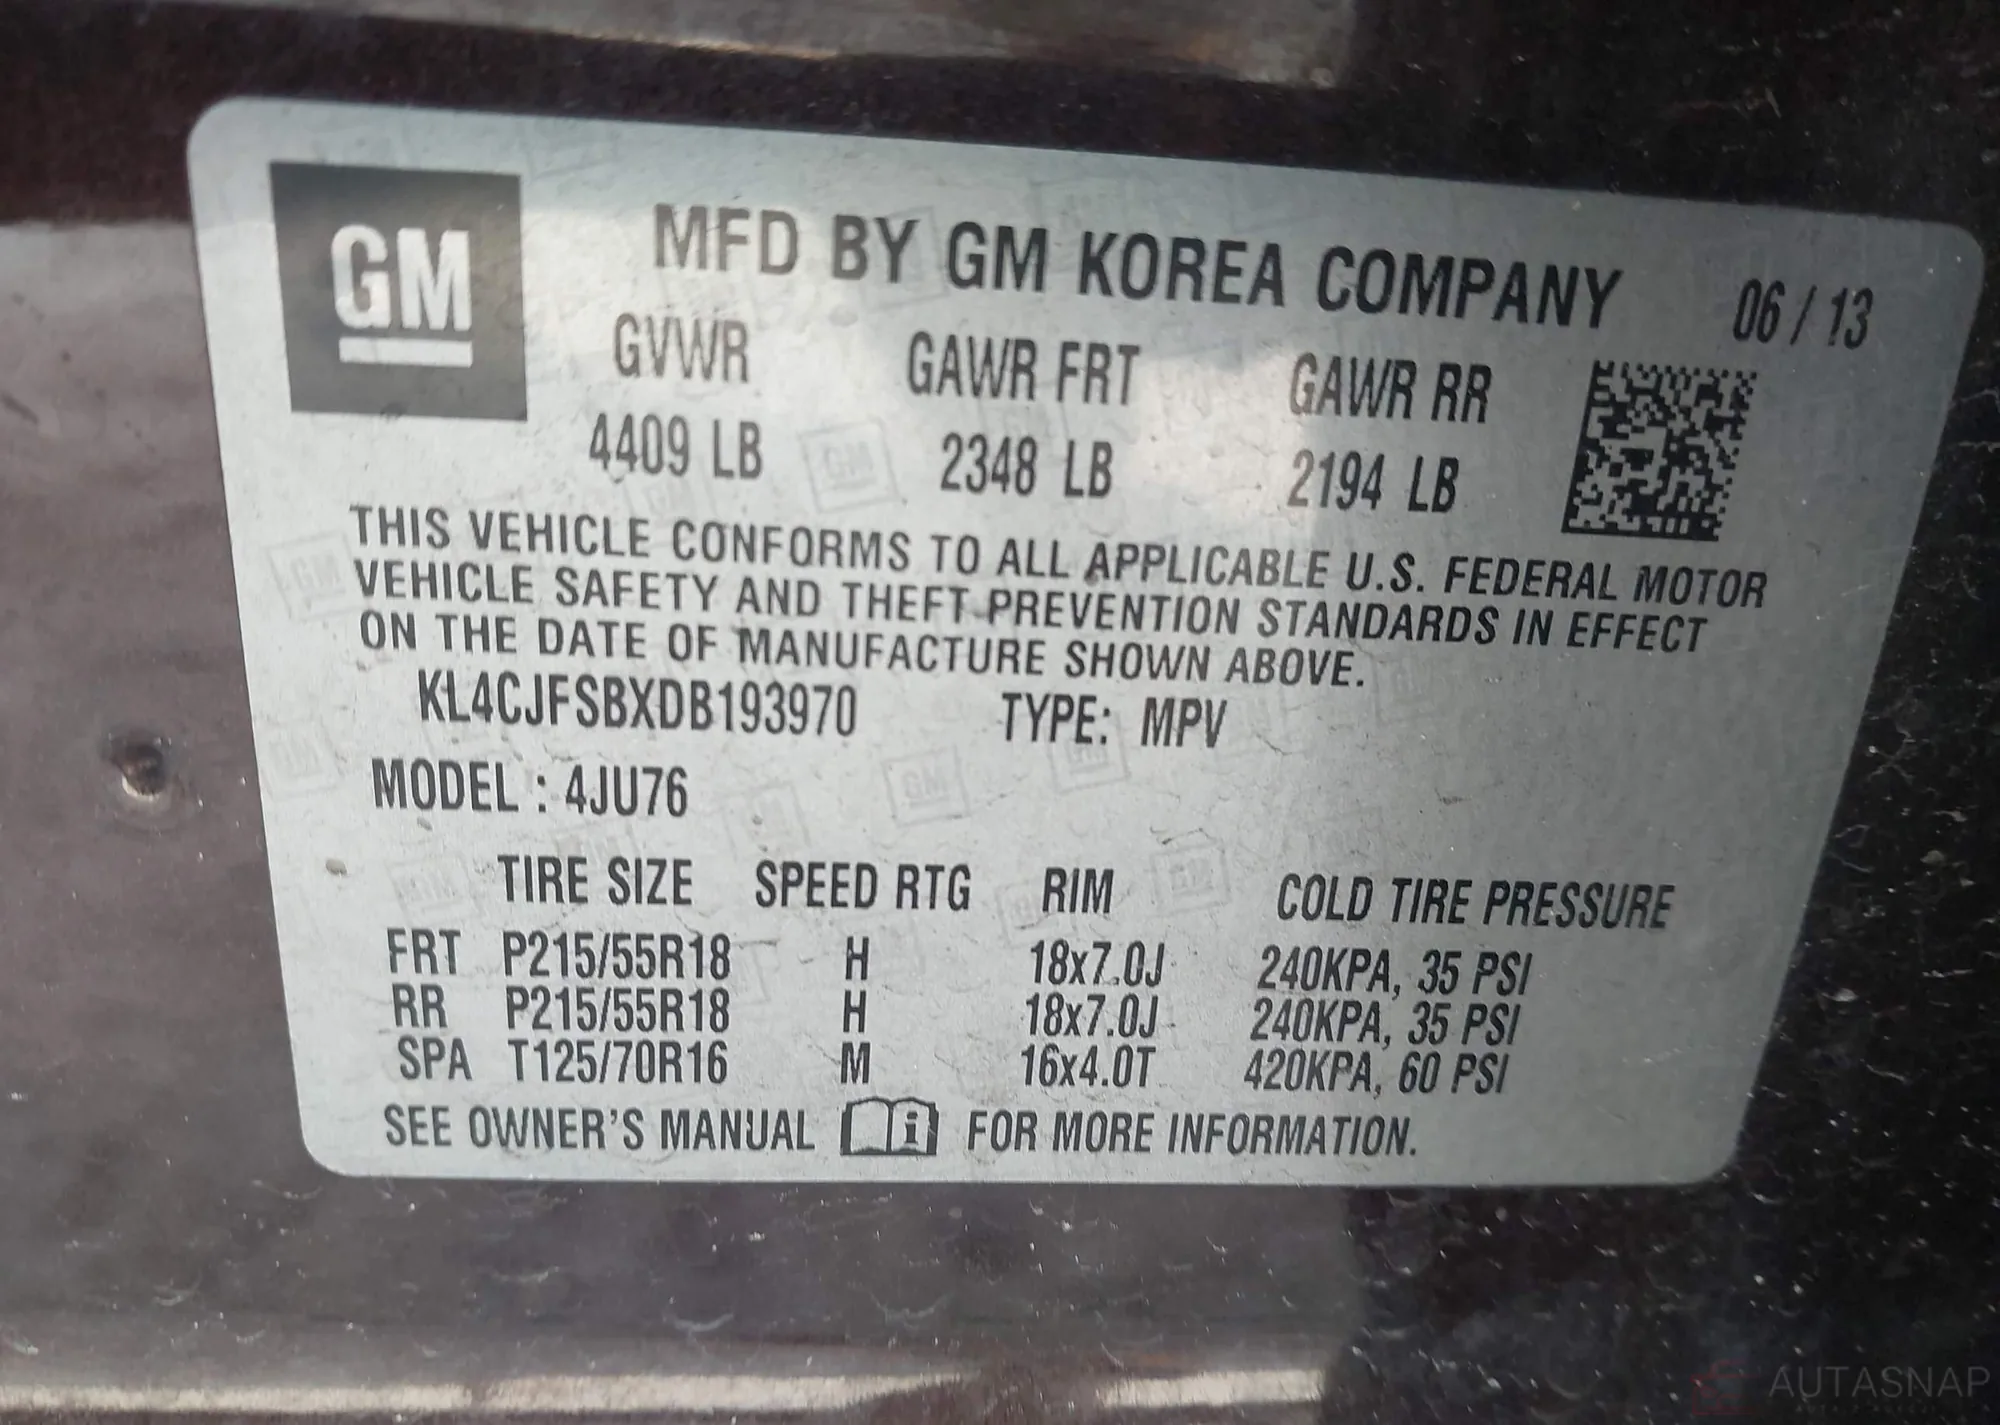 GM
MFD BY GM KOREA COMPANY 06 / 13
GVWR GAWR FRT GAWR RR
4409 LB 2348 LB 2194 LB
THIS VEHICLE CONFORMS TO ALL APPLICABLE U.S. FEDERAL MOTOR
VEHICLE SAFETY AND THEFT PREVENTION STANDARDS IN EFFECT
ON THE DATE OF MANUFACTURE SHOWN ABOVE.
KL4CJFSBXDB193970 TYPE: MPV
MODEL : 4JU76
TIRE SIZE SPEED RTG RIM COLD TIRE PRESSURE
FRT P215/55R18 H 18x7.0J 240KPA, 35 PSI
RR P215/55R18 H 18x7.0J 240KPA, 35 PSI
SPA T125/70R16 M 16x4.0T 420KPA, 60 PSI
SEE OWNER'S MANUAL i FOR MORE INFORMATION.
AUTASNAP